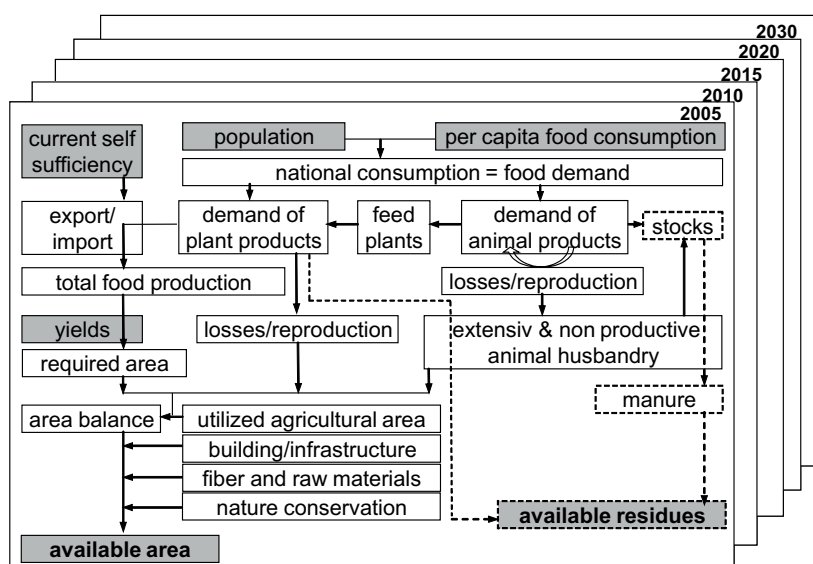 2030
2020
2015
2010
2005
current self
sufficiency
population
per capita food consumption
national consumption = food demand
export/
import
demand of
plant products
feed
plants
demand of
animal products
stocks
total food production
losses/reproduction
yields
losses/reproduction
extensiv & non productive
animal husbandry
required area
manure
area balance
utilized agricultural area
building/infrastructure
fiber and raw materials
nature conservation
available residues
available area